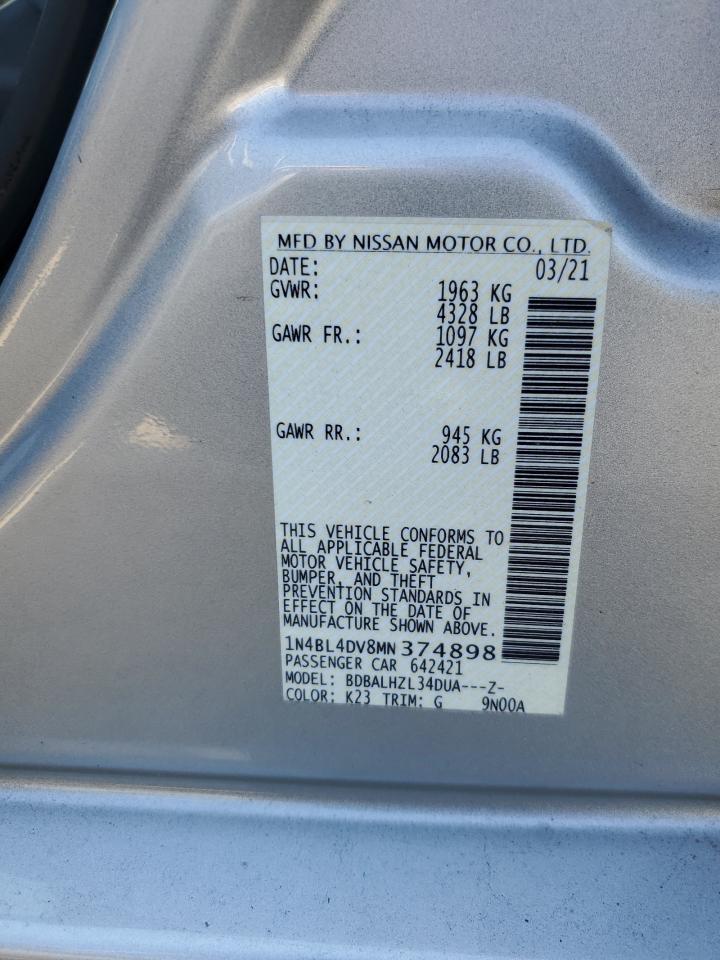 MFD BY NISSAN MOTOR CO., LTD.
DATE: 03/21
GVWR: 1963 KG
4328 LB
GAWR FR.: 1097 KG
2418 LB
GAWR RR.: 945 KG
2083 LB
THIS VEHICLE CONFORMS TO
ALL APPLICABLE FEDERAL
MOTOR VEHICLE SAFETY,
BUMPER, AND THEFT
PREVENTION STANDARDS IN
EFFECT ON THE DATE OF
MANUFACTURE SHOWN ABOVE.
1N4BL4DV8MN374898
PASSENGER CAR 642421
MODEL: BDBALHZL34DUA---Z-
COLOR: K23 TRIM: G 9N00A